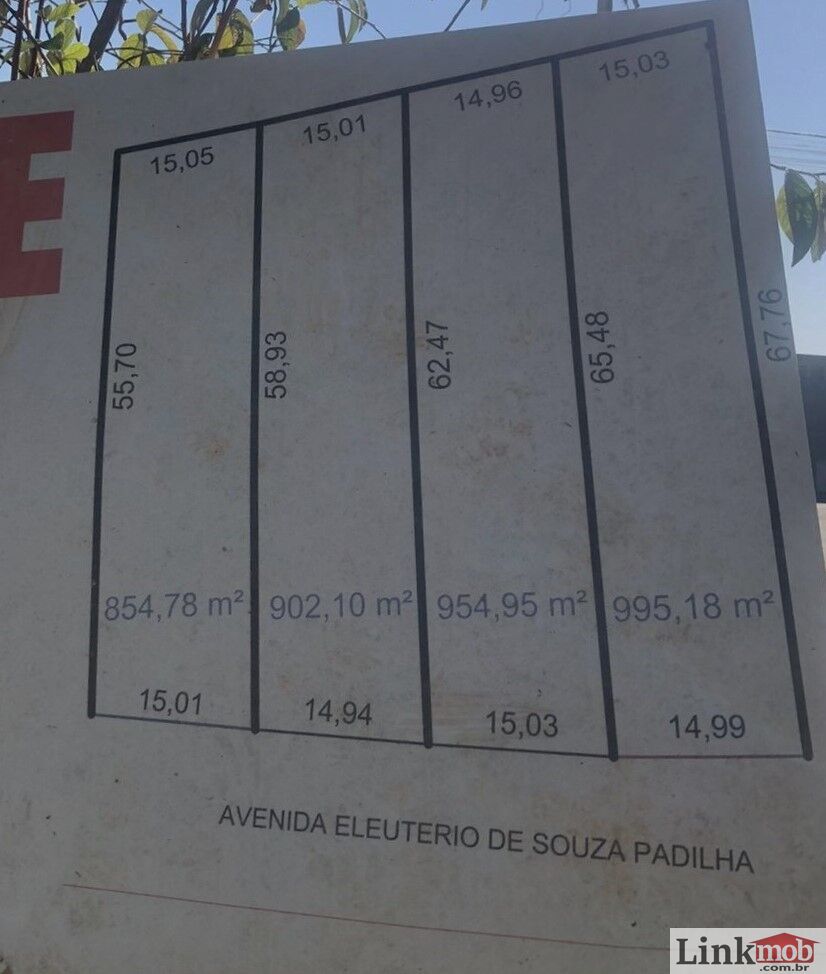 E
15,05
15,01
14,96
15,03
55,70
58,93
62,47
65,48
67,76
854,78 m²
902,10 m²
954,95 m²
995,18 m²
15,01
14,94
15,03
14,99
AVENIDA ELEUTERIO DE SOUZA PADILHA
Linkmob
.com.br